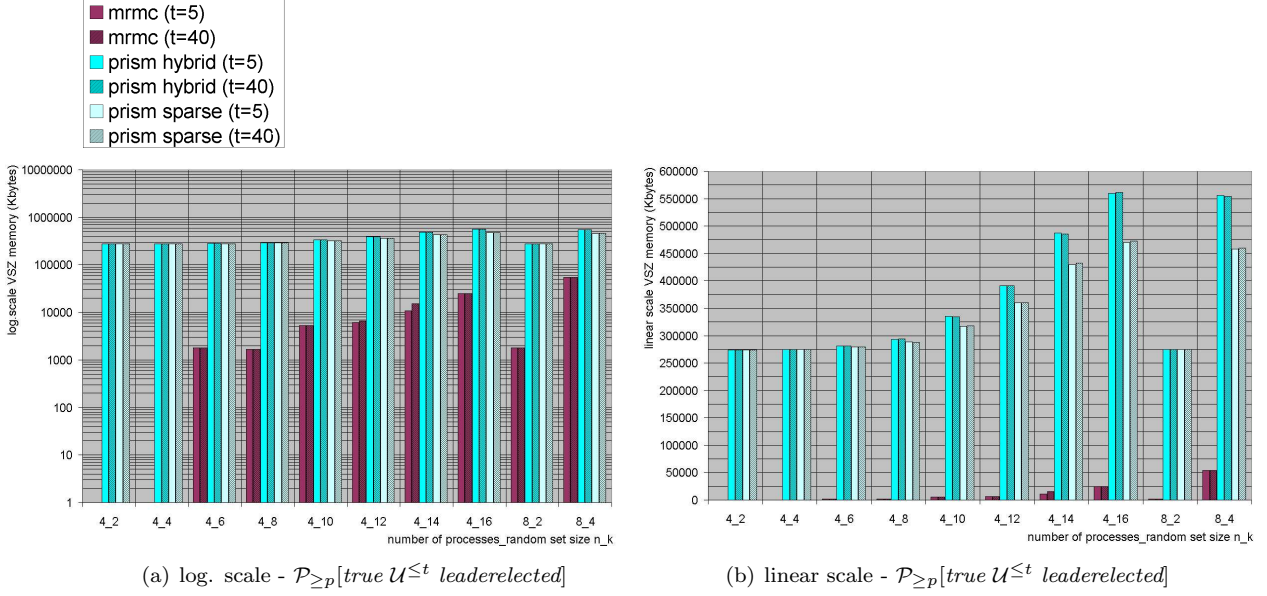 mrmc (t=5)
mrmc (t=40)
prism hybrid (t=5)
prism hybrid (t=40)
prism sparse (t=5)
prism sparse (t=40)
log.scale VSZ memory (Kbytes)
10000000
1000000
100000
10000
1000
100
10
1
4_2 4_4 4_6 4_8 4_10 4_12 4_14 4_16 8_2 8_4
number of processes_random set size n_k
(a) log. scale - 𝒫≥p[true 𝒰≤t leaderelected]
linear scale VSZ memory (Kbytes)
600000
550000
500000
450000
400000
350000
300000
250000
200000
150000
100000
50000
0
4_2 4_4 4_6 4_8 4_10 4_12 4_14 4_16 8_2 8_4
number of processes_random set size n_k
(b) linear scale - 𝒫≥p[true 𝒰≤t leaderelected]